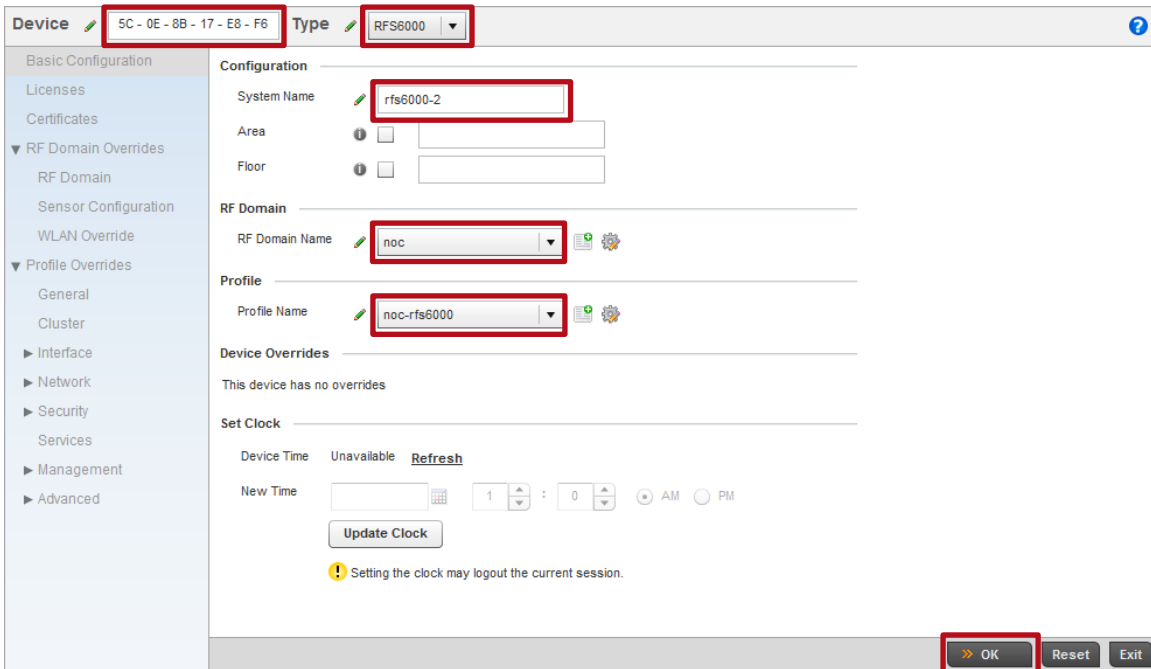 Device 5C - 0E - 8B - 17 - E8 - F6 Type RFS6000
Basic Configuration
Licenses
Certificates
RF Domain Overrides
RF Domain
Sensor Configuration
WLAN Override
Profile Overrides
General
Cluster
Interface
Network
Security
Services
Management
Advanced
Configuration
System Name rfs6000-2
Area
Floor
RF Domain
RF Domain Name noc
Profile
Profile Name noc-rfs6000
Device Overrides
This device has no overrides
Set Clock
Device Time Unavailable Refresh
New Time 1 : 0 AM PM
Update Clock
Setting the clock may logout the current session.
» OK Reset Exit